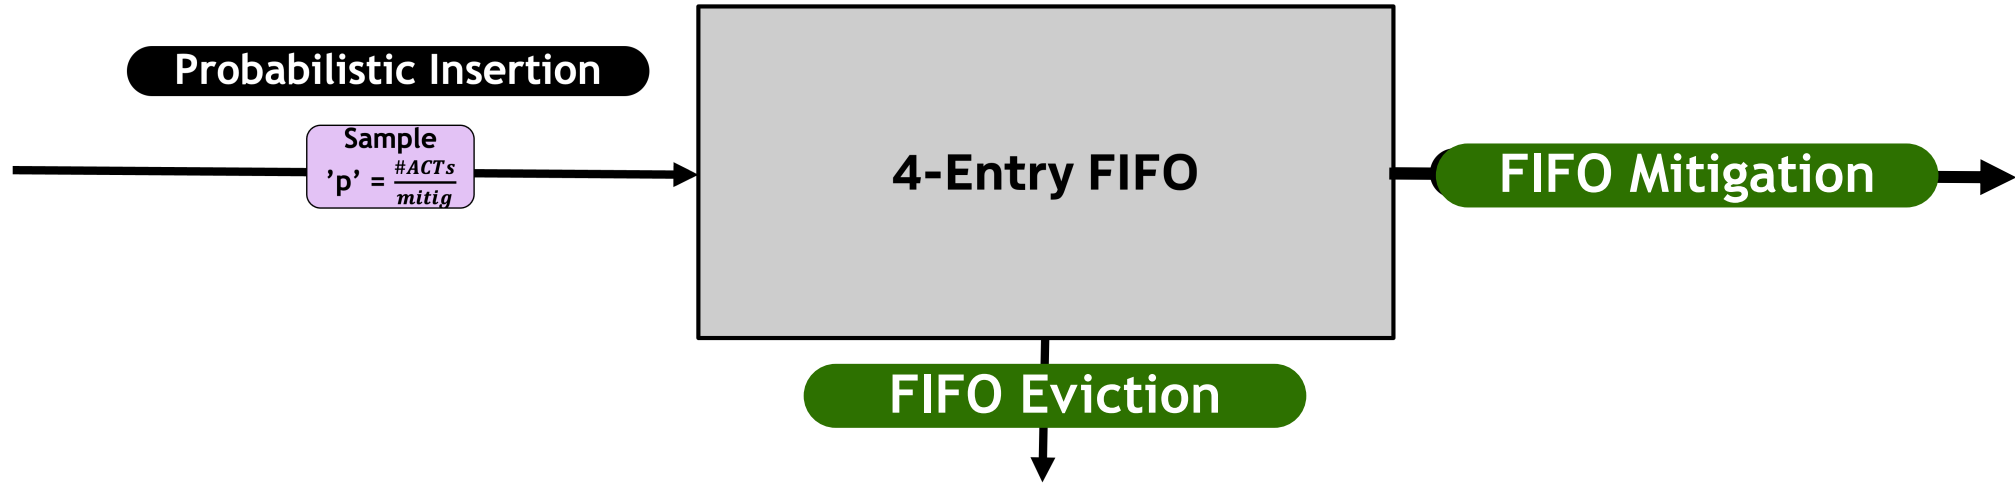 Probabilistic Insertion
Sample
'p' = #ACTs
mitig
4-Entry FIFO
FIFO Mitigation
FIFO Eviction